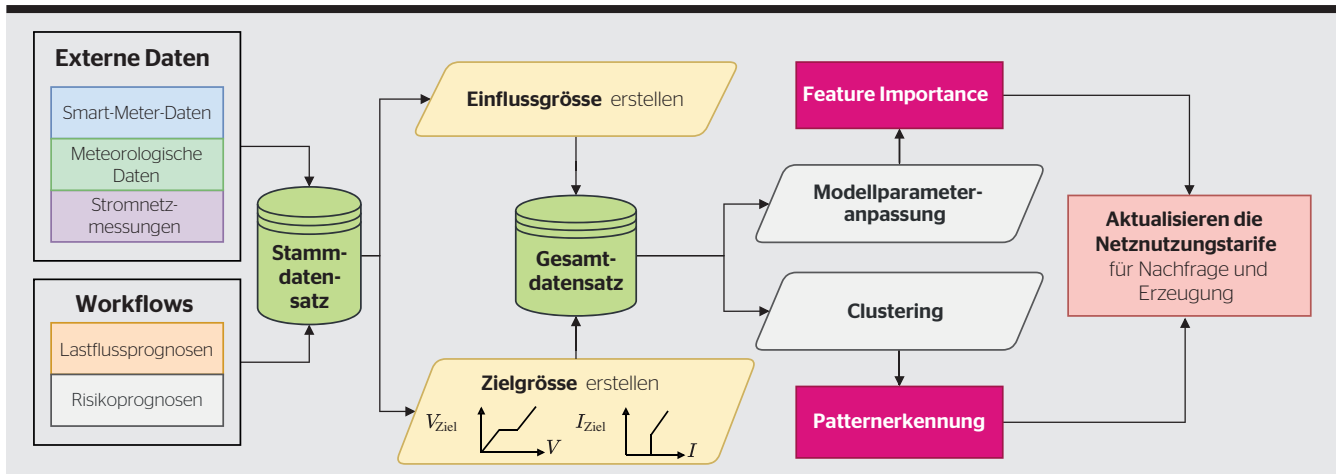 Externe Daten
Smart-Meter-Daten
Meteorologische
Daten
Stromnetz-
messungen
Workflows
Lastflussprognosen
Risikoprognosen
Stamm-
daten-
satz
Einflussgrösse erstellen
Gesamt-
datensatz
Zielgrösse erstellen
VZiel
V
IZiel
I
Feature Importance
Modellparameter-
anpassung
Clustering
Patternerkennung
Aktualisieren die
Netznutzungstarife
für Nachfrage und
Erzeugung